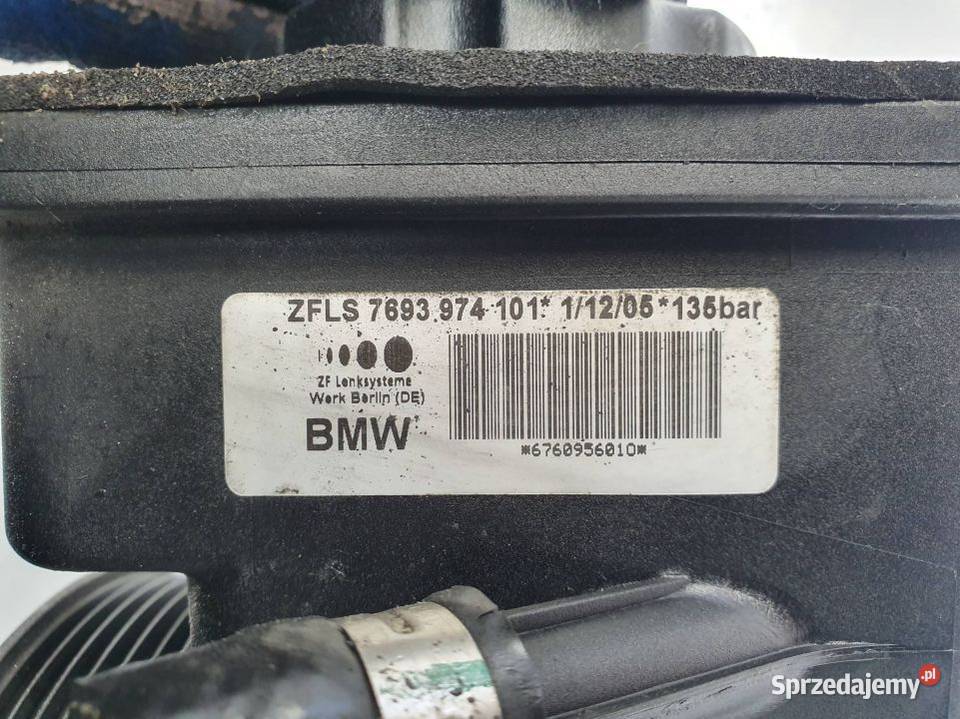 ZFLS 7693 974 101* 1/12/05 *135bar
ZF Lenksysteme
Werk Berlin (DE)
BMW
*6760956010*
Sprzedajemy.pl